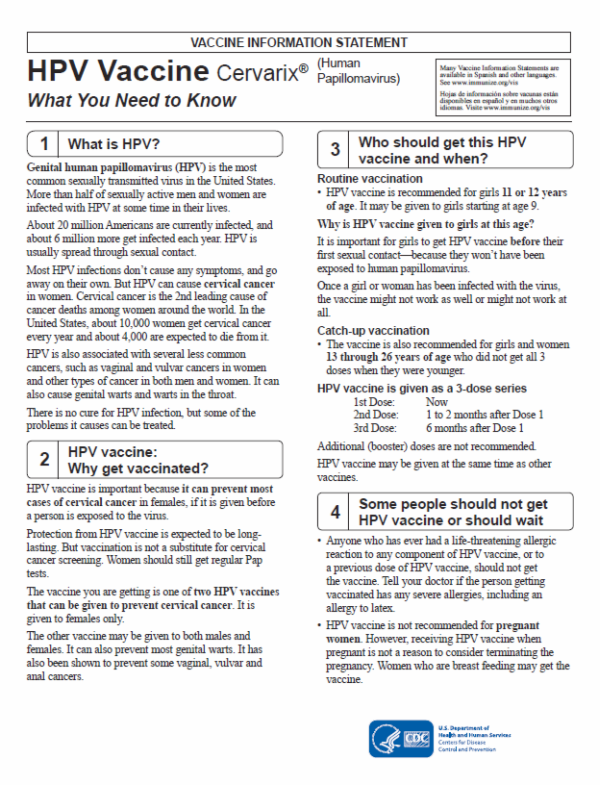 VACCINE INFORMATION STATEMENT
HPV Vaccine Cervarix® (Human
Papillomavirus)
What You Need to Know
Many Vaccine Information Statements are
available in Spanish and other languages.
See www.immunize.org/vis
Hojas de información sobre vacunas están
disponibles en español y en muchos otros
idiomas. Visite www.immunize.org/vis
1 What is HPV?
Genital human papillomavirus (HPV) is the most
common sexually transmitted virus in the United States.
More than half of sexually active men and women are
infected with HPV at some time in their lives.
About 20 million Americans are currently infected, and
about 6 million more get infected each year. HPV is
usually spread through sexual contact.
Most HPV infections don't cause any symptoms, and go
away on their own. But HPV can cause cervical cancer
in women. Cervical cancer is the 2nd leading cause of
cancer deaths among women around the world. In the
United States, about 10,000 women get cervical cancer
every year and about 4,000 are expected to die from it.
HPV is also associated with several less common
cancers, such as vaginal and vulvar cancers in women
and other types of cancer in both men and women. It can
also cause genital warts and warts in the throat.
There is no cure for HPV infection, but some of the
problems it causes can be treated.
2 HPV vaccine:
Why get vaccinated?
HPV vaccine is important because it can prevent most
cases of cervical cancer in females, if it is given before
a person is exposed to the virus.
Protection from HPV vaccine is expected to be long-
lasting. But vaccination is not a substitute for cervical
cancer screening. Women should still get regular Pap
tests.
The vaccine you are getting is one of two HPV vaccines
that can be given to prevent cervical cancer. It is
given to females only.
The other vaccine may be given to both males and
females. It can also prevent most genital warts. It has
also been shown to prevent some vaginal, vulvar and
anal cancers.
3 Who should get this HPV
vaccine and when?
Routine vaccination
• HPV vaccine is recommended for girls 11 or 12 years
of age. It may be given to girls starting at age 9.
Why is HPV vaccine given to girls at this age?
It is important for girls to get HPV vaccine before their
first sexual contact—because they won't have been
exposed to human papillomavirus.
Once a girl or woman has been infected with the virus,
the vaccine might not work as well or might not work at
all.
Catch-up vaccination
• The vaccine is also recommended for girls and women
13 through 26 years of age who did not get all 3
doses when they were younger.
HPV vaccine is given as a 3-dose series
1st Dose: Now
2nd Dose: 1 to 2 months after Dose 1
3rd Dose: 6 months after Dose 1
Additional (booster) doses are not recommended.
HPV vaccine may be given at the same time as other
vaccines.
4 Some people should not get
HPV vaccine or should wait
• Anyone who has ever had a life-threatening allergic
reaction to any component of HPV vaccine, or to
a previous dose of HPV vaccine, should not get
the vaccine. Tell your doctor if the person getting
vaccinated has any severe allergies, including an
allergy to latex.
• HPV vaccine is not recommended for pregnant
women. However, receiving HPV vaccine when
pregnant is not a reason to consider terminating the
pregnancy. Women who are breast feeding may get the
vaccine.
CDC
U.S. Department of
Health and Human Services
Centers for Disease
Control and Prevention